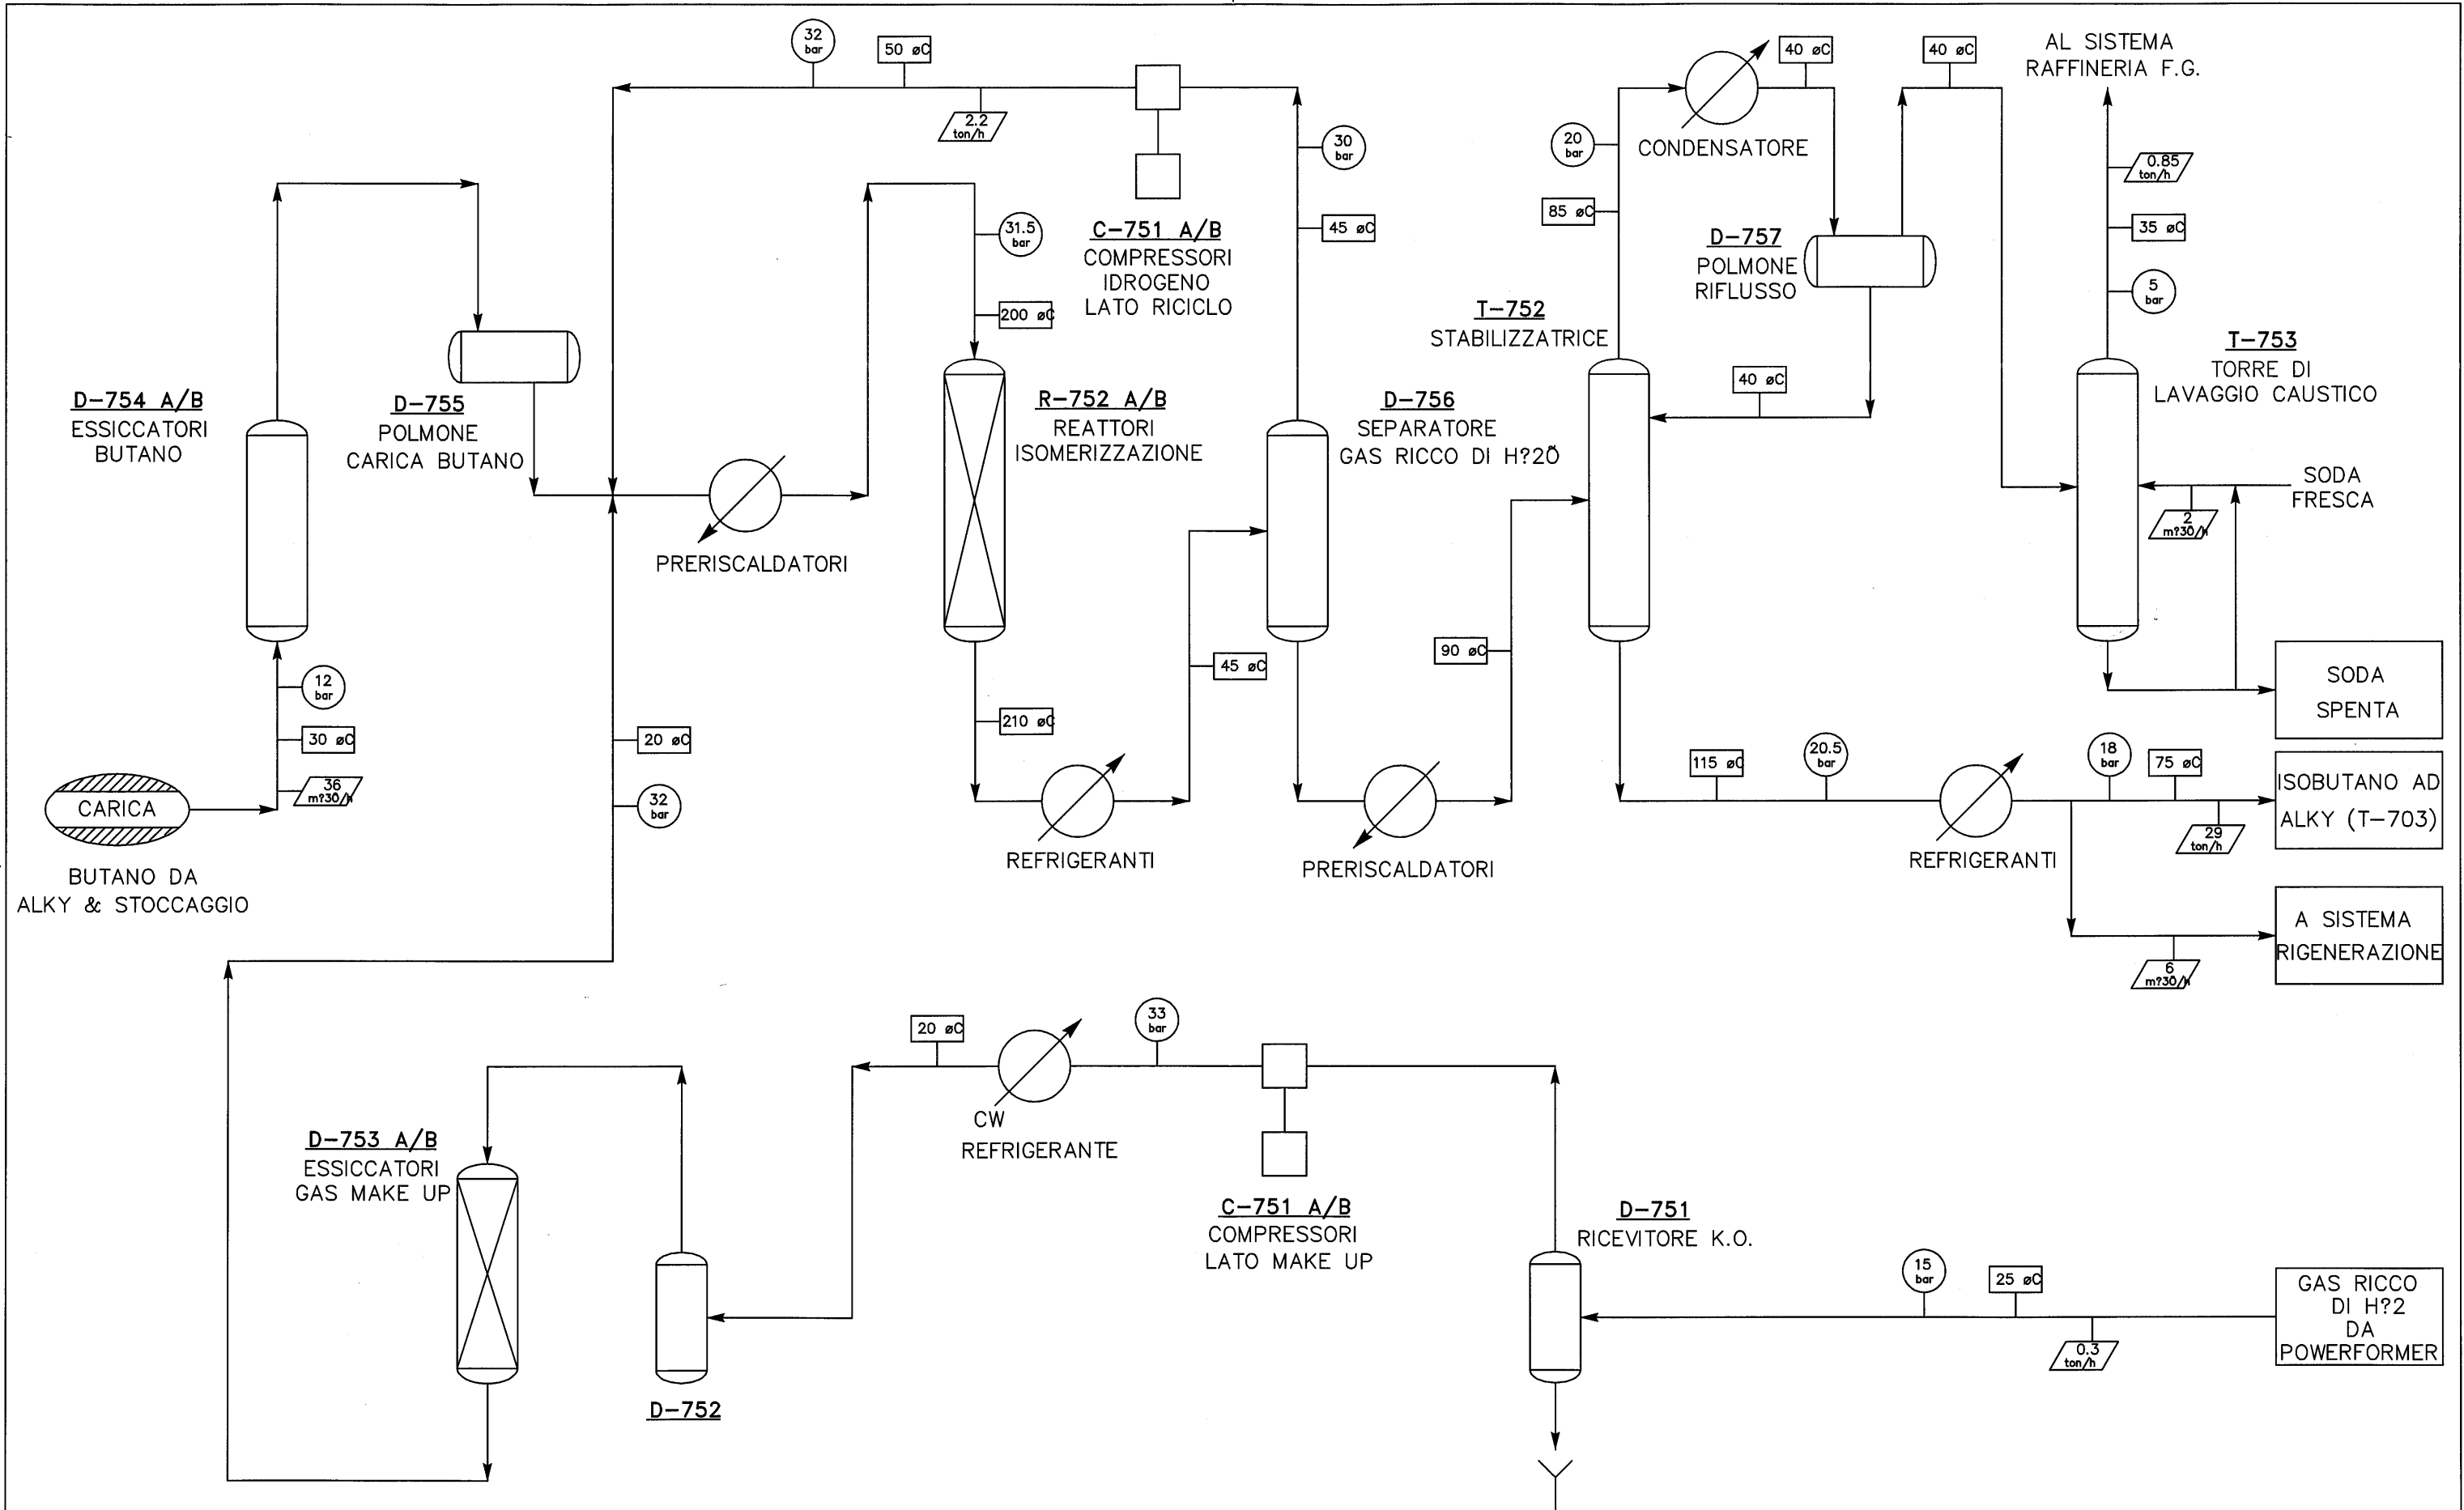 32
bar
50 øC
2.2
ton/h
C-751 A/B
COMPRESSORI
IDROGENO
LATO RICICLO
30
bar
45 øC
20
bar
85 øC
CONDENSATORE
40 øC
40 øC
D-757
POLMONE
RIFLUSSO
AL SISTEMA
RAFFINERIA F.G.
0.85
ton/h
35 øC
5
bar
31.5
bar
200 øC
D-754 A/B
ESSICCATORI
BUTANO
D-755
POLMONE
CARICA BUTANO
PRERISCALDATORI
R-752 A/B
REATTORI
ISOMERIZZAZIONE
D-756
SEPARATORE
GAS RICCO DI H?2Õ
T-752
STABILIZZATRICE
40 øC
T-753
TORRE DI
LAVAGGIO CAUSTICO
SODA
FRESCA
2
m?3Õ/h
12
bar
30 øC
36
m?3Õ/h
CARICA
BUTANO DA
ALKY & STOCCAGGIO
20 øC
32
bar
210 øC
45 øC
REFRIGERANTI
90 øC
PRERISCALDATORI
115 øC
20.5
bar
REFRIGERANTI
18
bar
75 øC
29
ton/h
6
m?3Õ/h
SODA
SPENTA
ISOBUTANO AD
ALKY (T-703)
A SISTEMA
RIGENERAZIONE
20 øC
33
bar
CW
REFRIGERANTE
D-753 A/B
ESSICCATORI
GAS MAKE UP
D-752
C-751 A/B
COMPRESSORI
LATO MAKE UP
D-751
RICEVITORE K.O.
15
bar
25 øC
0.3
ton/h
GAS RICCO
DI H?2
DA
POWERFORMER